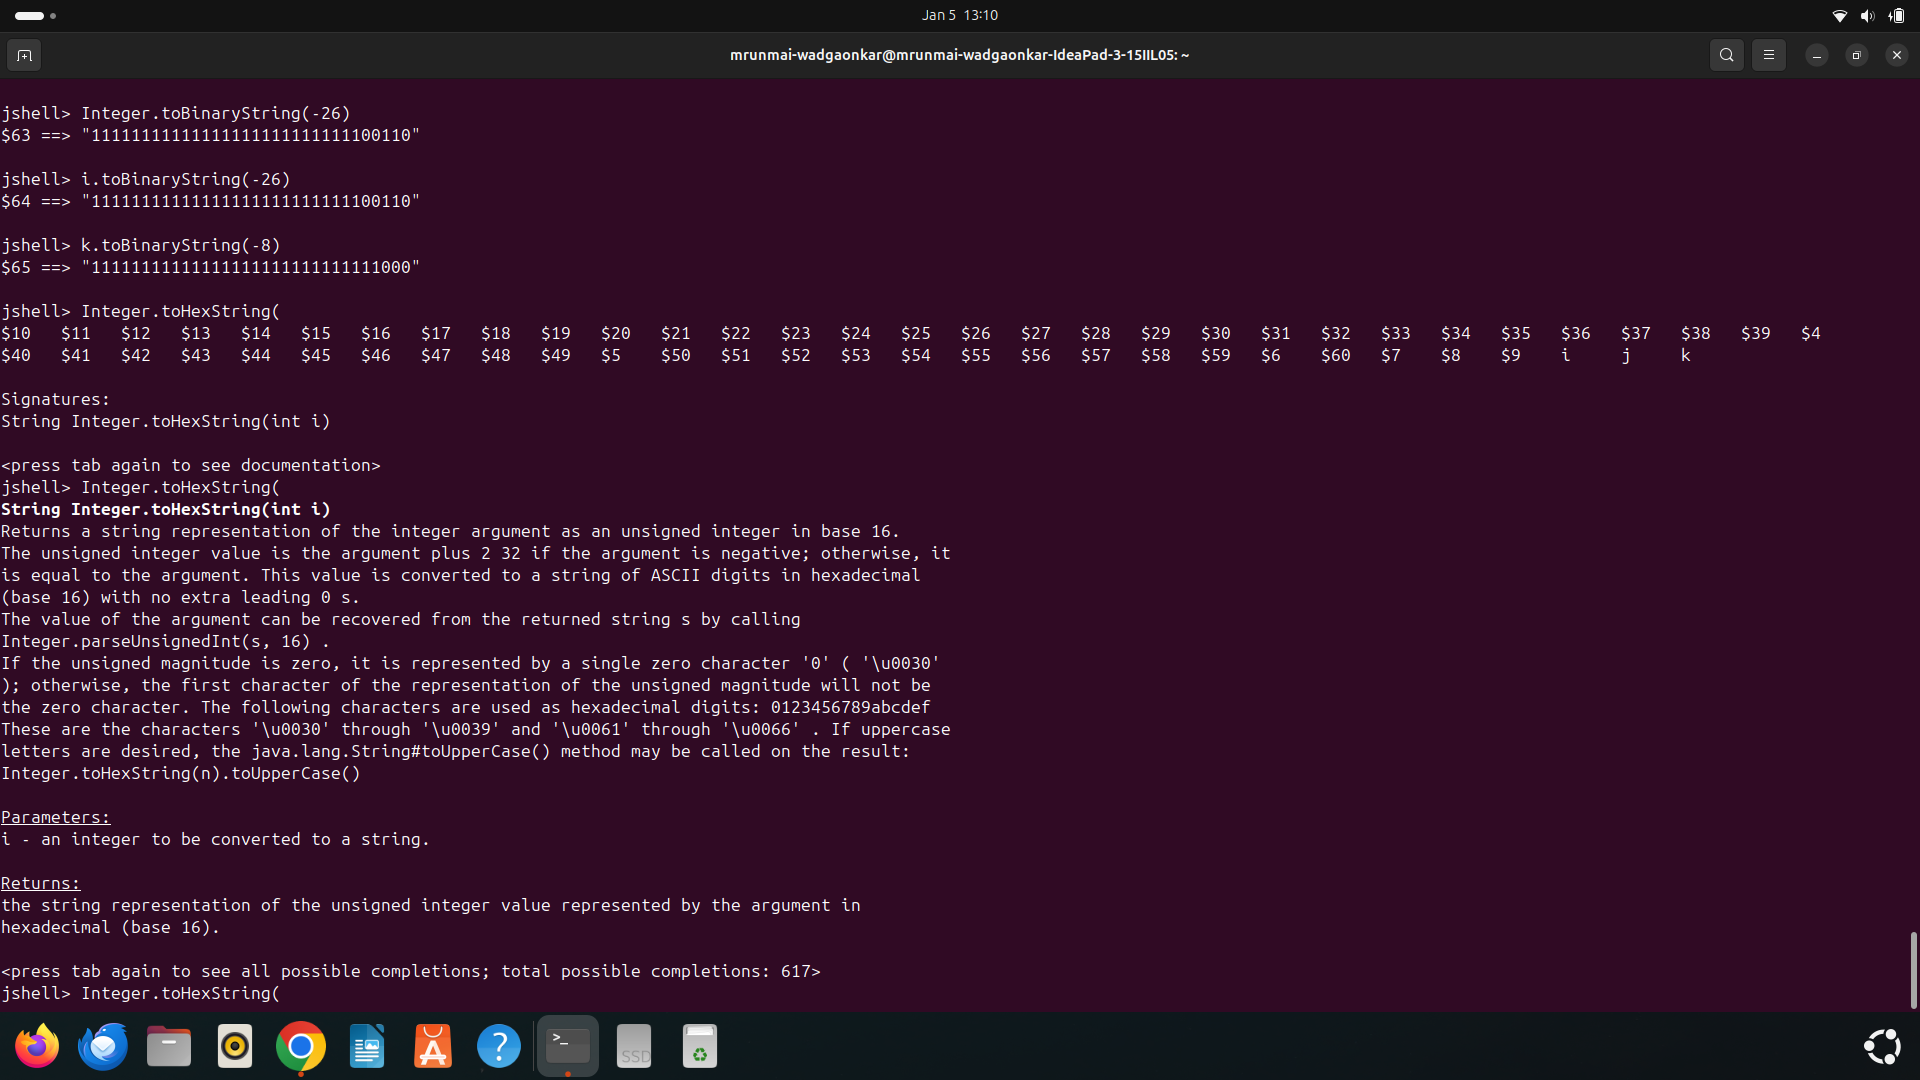 Jan 5 13:10
mrunmai-wadgaonkar@mrunmai-wadgaonkar-IdeaPad-3-15IIL05: ~
jshell> Integer.toBinaryString(-26)
$63 ==> "11111111111111111111111111100110"
jshell> i.toBinaryString(-26)
$64 ==> "11111111111111111111111111100110"
jshell> k.toBinaryString(-8)
$65 ==> "11111111111111111111111111111000"
jshell> Integer.toHexString(
$10 $11 $12 $13 $14 $15 $16 $17 $18 $19 $20 $21 $22 $23 $24 $25 $26 $27 $28 $29 $30 $31 $32 $33 $34 $35 $36 $37 $38 $39 $4
$40 $41 $42 $43 $44 $45 $46 $47 $48 $49 $5 $50 $51 $52 $53 $54 $55 $56 $57 $58 $59 $6 $60 $7 $8 $9 i j k
Signatures:
String Integer.toHexString(int i)
<press tab again to see documentation>
jshell> Integer.toHexString(
String Integer.toHexString(int i)
Returns a string representation of the integer argument as an unsigned integer in base 16.
The unsigned integer value is the argument plus 2 32 if the argument is negative; otherwise, it
is equal to the argument. This value is converted to a string of ASCII digits in hexadecimal
(base 16) with no extra leading 0 s.
The value of the argument can be recovered from the returned string s by calling
Integer.parseUnsignedInt(s, 16) .
If the unsigned magnitude is zero, it is represented by a single zero character '0' ( '\u0030'
); otherwise, the first character of the representation of the unsigned magnitude will not be
the zero character. The following characters are used as hexadecimal digits: 0123456789abcdef
These are the characters '\u0030' through '\u0039' and '\u0061' through '\u0066' . If uppercase
letters are desired, the java.lang.String#toUpperCase() method may be called on the result:
Integer.toHexString(n).toUpperCase()
Parameters:
i - an integer to be converted to a string.
Returns:
the string representation of the unsigned integer value represented by the argument in
hexadecimal (base 16).
<press tab again to see all possible completions; total possible completions: 617>
jshell> Integer.toHexString(
>_
SSD